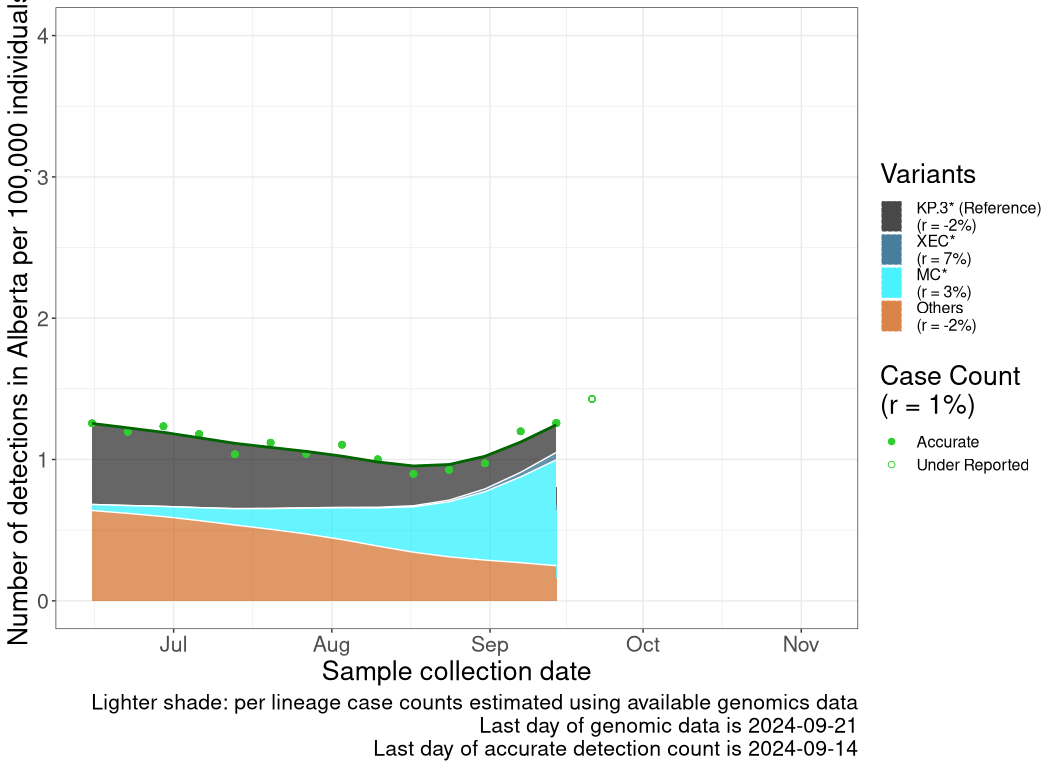 Number of detections in Alberta per 100,000 individuals
4
3
2
1
0
Jul Aug Sep Oct Nov
Sample collection date
Lighter shade: per lineage case counts estimated using available genomics data
Last day of genomic data is 2024-09-21
Last day of accurate detection count is 2024-09-14
Variants
KP.3* (Reference)
(r = -2%)
XEC*
(r = 7%)
MC*
(r = 3%)
Others
(r = -2%)
Case Count
(r = 1%)
Accurate
Under Reported